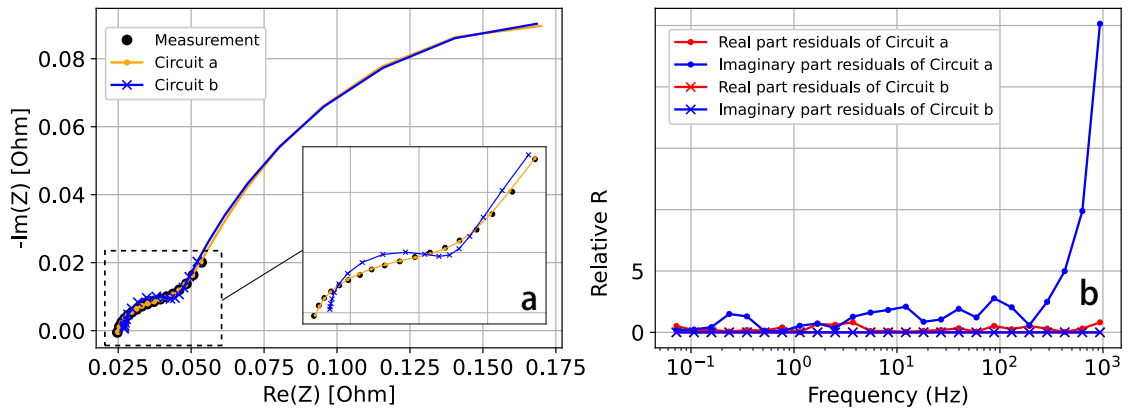 Measurement
Circuit a
Circuit b
0.08
0.06
0.04
0.02
0.00
-Im(Z) [Ohm]
0.025 0.050 0.075 0.100 0.125 0.150 0.175
Re(Z) [Ohm]
a
Real part residuals of Circuit a
Imaginary part residuals of Circuit a
Real part residuals of Circuit b
Imaginary part residuals of Circuit b
5
0
Relative R
10⁻¹ 10⁰ 10¹ 10² 10³
Frequency (Hz)
b